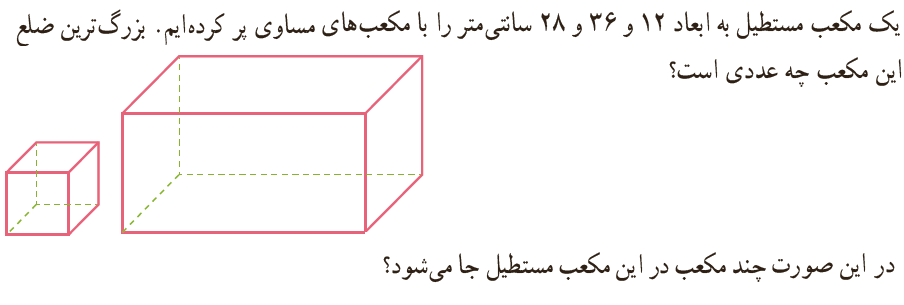 یک مکعب مستطیل به ابعاد ۱۲ و ۳۶ و ۲۸ سانتی‌متر را با مکعب‌های مساوی پر کرده‌ایم. بزرگ‌ترین ضلع
این مکعب چه عددی است؟
در این صورت چند مکعب در این مکعب مستطیل جا می‌شود؟